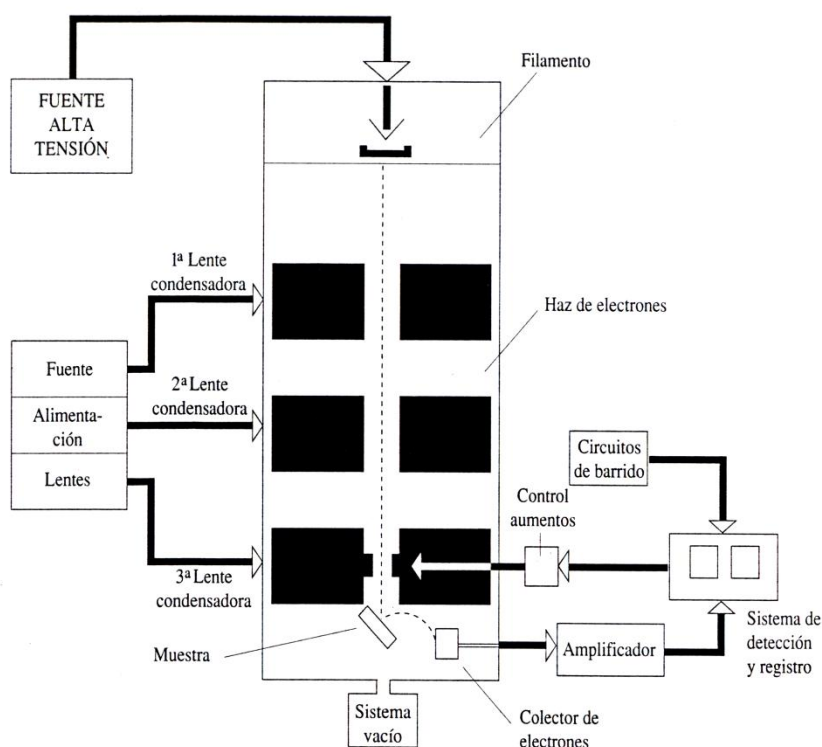 Filamento
FUENTE
ALTA
TENSIÓN
1ª Lente
condensadora
Haz de electrones
Fuente
2ª Lente
condensadora
Alimenta-
ción
Lentes
Circuitos
de barrido
Control
aumentos
3ª Lente
condensadora
Sistema de
detección
y registro
Muestra
Amplificador
Sistema
vacío
Colector de
electrones